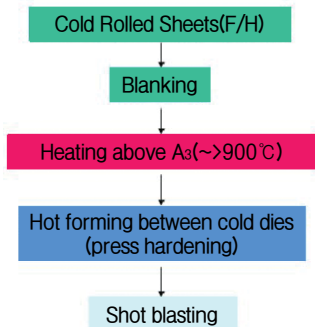 Cold Rolled Sheets(F/H)
Blanking
Heating above A₃(~>900℃)
Hot forming between cold dies
(press hardening)
Shot blasting